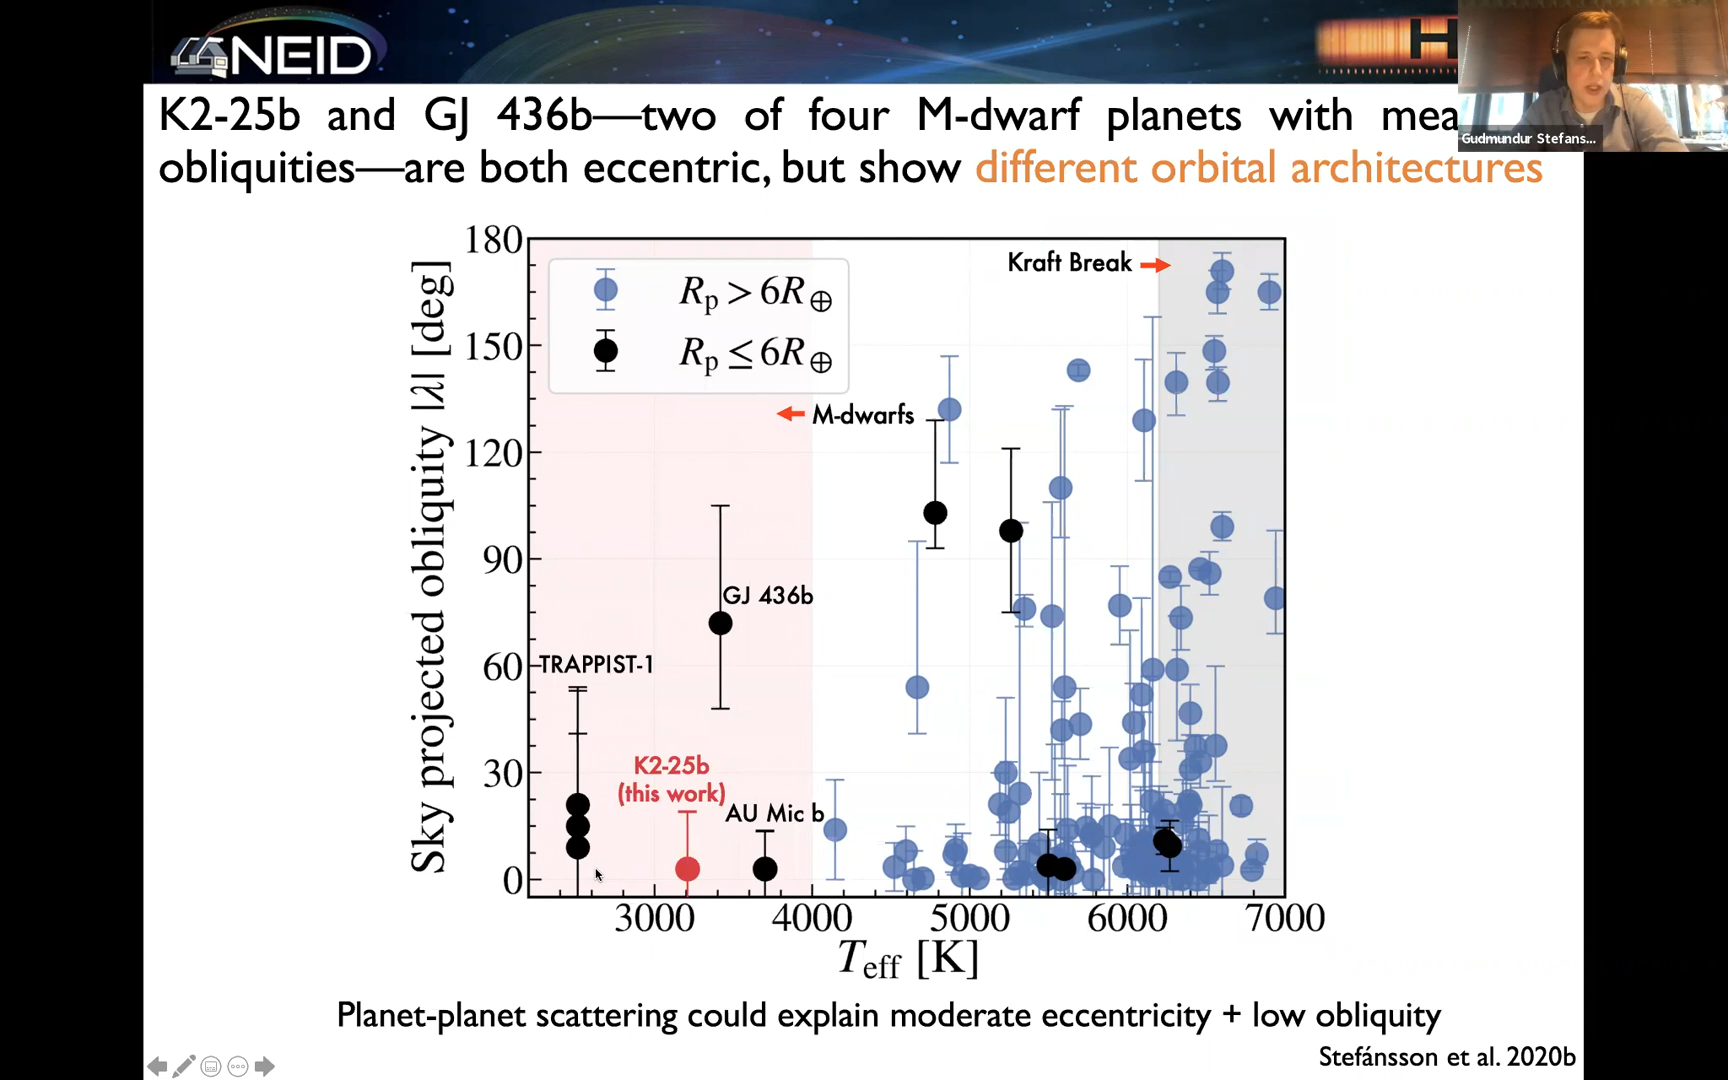 NEID
H
Gudmundur Stefans...
K2-25b and GJ 436b—two of four M-dwarf planets with mea
obliquities—are both eccentric, but show different orbital architectures
180
150
120
90
60
30
0
Sky projected obliquity |λ| [deg]
Rp > 6R⊕
Rp ≤ 6R⊕
Kraft Break
M-dwarfs
GJ 436b
TRAPPIST-1
K2-25b
(this work)
AU Mic b
3000 4000 5000 6000 7000
Teff [K]
Planet-planet scattering could explain moderate eccentricity + low obliquity
Stefánsson et al. 2020b